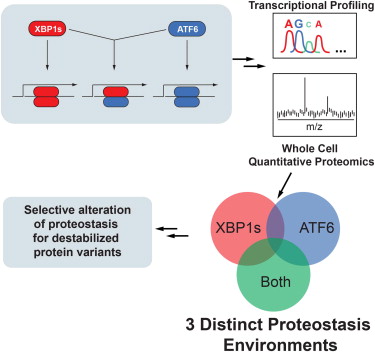 Transcriptional Profiling
XBP1s
ATF6
A G C A
...
m/z
Whole Cell
Quantitative Proteomics
Selective alteration
of proteostasis
for destabilized
protein variants
XBP1s
ATF6
Both
3 Distinct Proteostasis
Environments